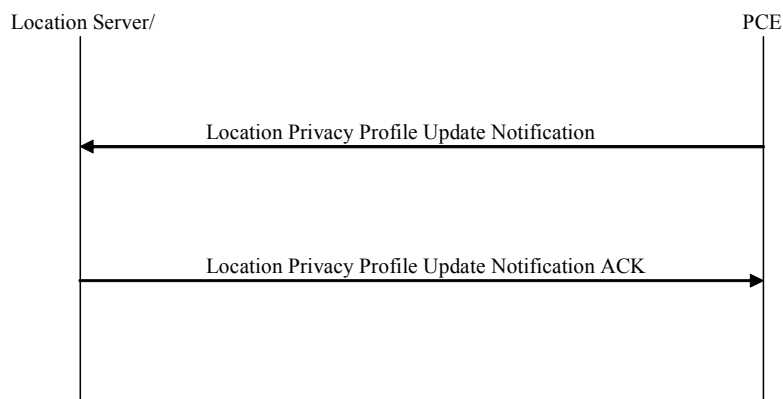 Location Server/
PCE
Location Privacy Profile Update Notification
Location Privacy Profile Update Notification ACK